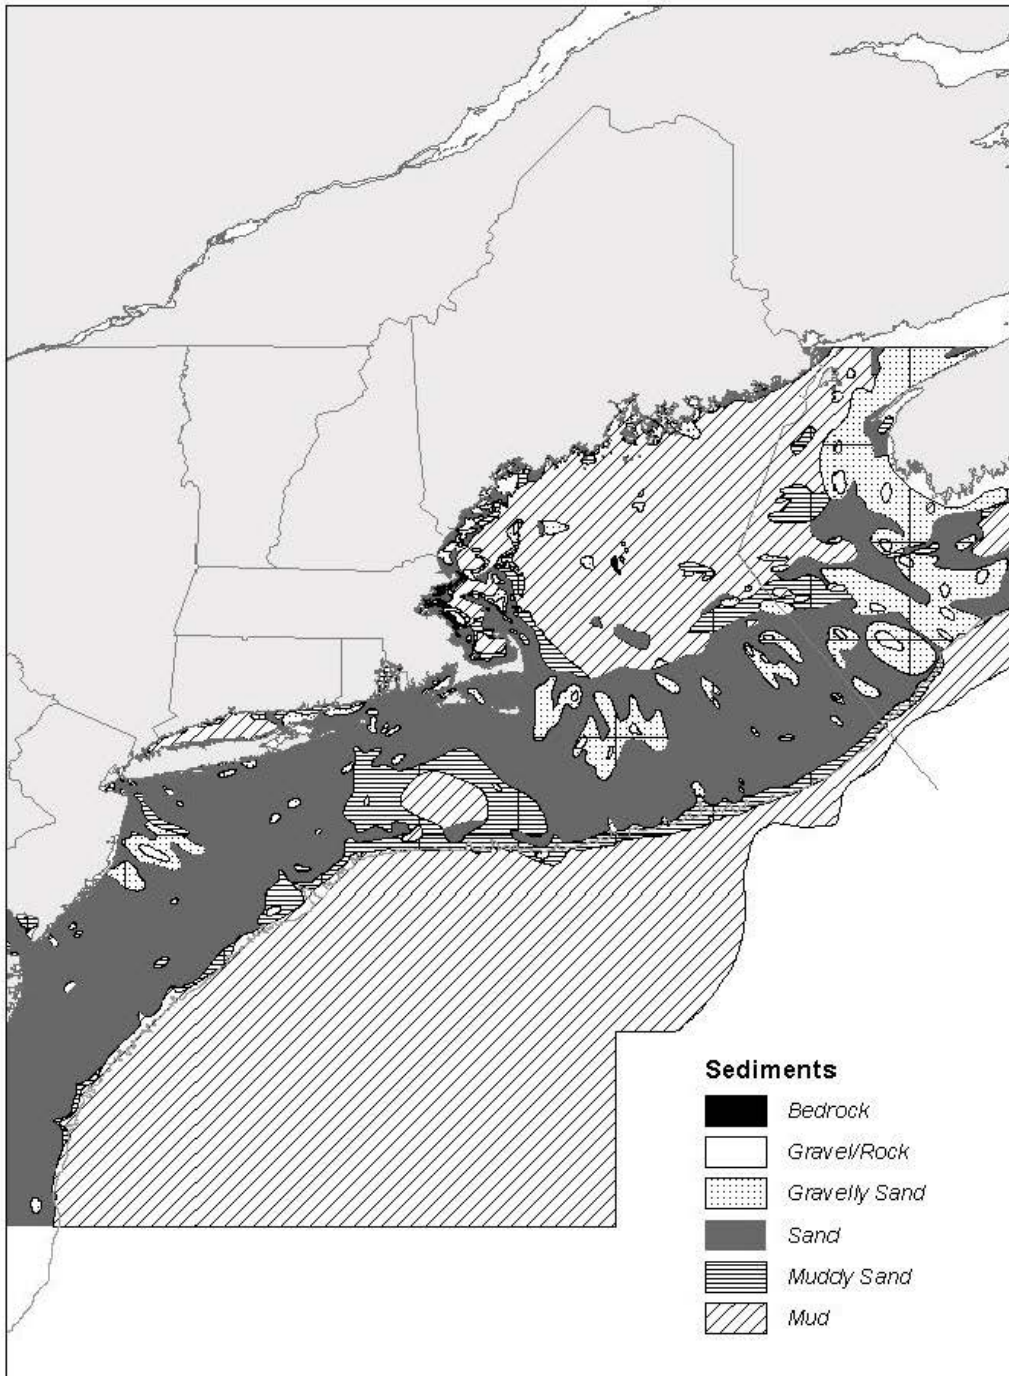 Sediments
Bedrock
Gravel/Rock
Gravelly Sand
Sand
Muddy Sand
Mud